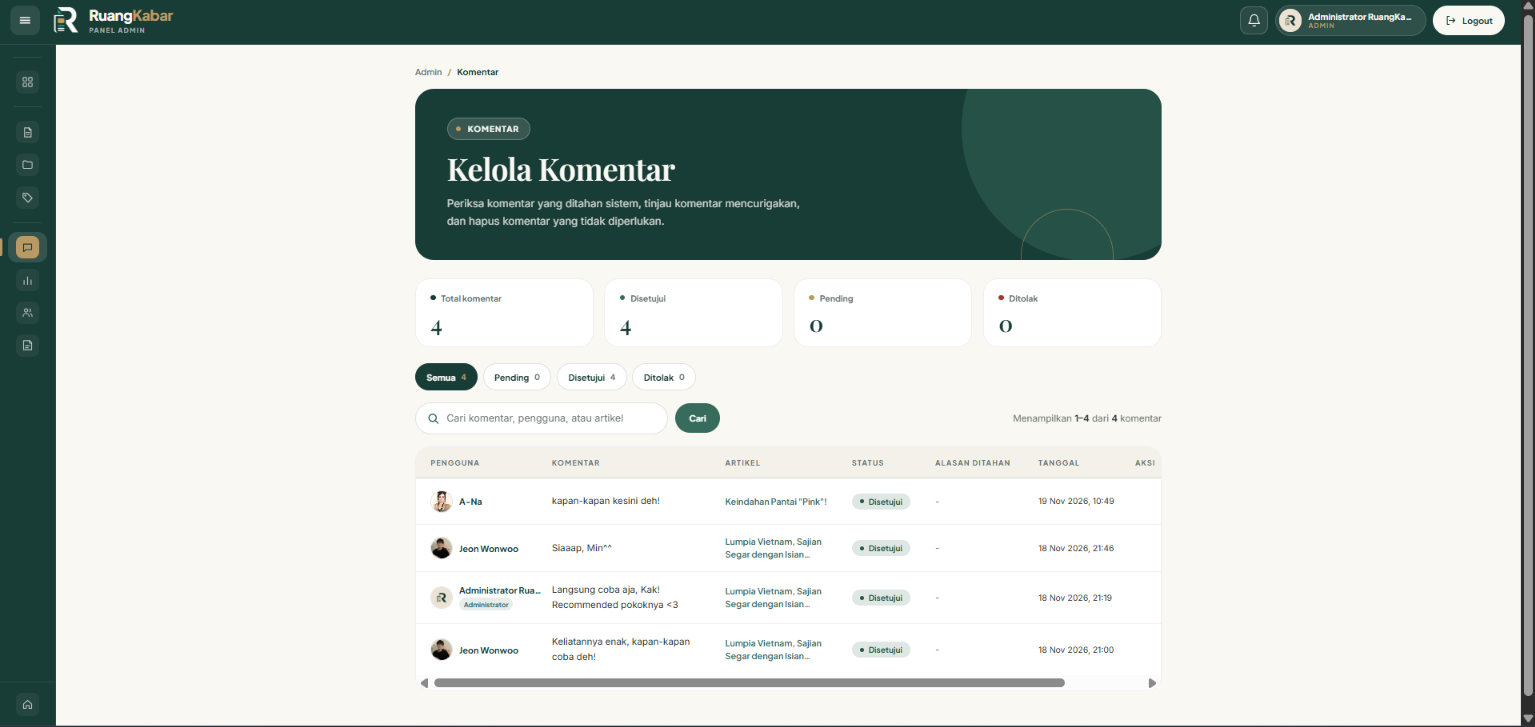 RuangKabar
PANEL ADMIN
Administrator RuangKa...
ADMIN
Logout
Admin / Komentar
KOMENTAR
Kelola Komentar
Periksa komentar yang ditahan sistem, tinjau komentar mencurigakan,
dan hapus komentar yang tidak diperlukan.
Total komentar
4
Disetujui
4
Pending
0
Ditolak
0
Semua 4
Pending 0
Disetujui 4
Ditolak 0
Cari komentar, pengguna, atau artikel
Cari
Menampilkan 1–4 dari 4 komentar
PENGGUNA KOMENTAR ARTIKEL STATUS ALASAN DITAHAN TANGGAL AKSI
A-Na kapan-kapan kesini deh! Keindahan Pantai "Pink"! Disetujui - 19 Nov 2026, 10:49
Jeon Wonwoo Siaaap, Min^^ Lumpia Vietnam, Sajian
Segar dengan Isian... Disetujui - 18 Nov 2026, 21:46
Administrator Rua...
Administrator
Langsung coba aja, Kak!
Recommended pokoknya <3
Lumpia Vietnam, Sajian
Segar dengan Isian...
Disetujui - 18 Nov 2026, 21:19
Jeon Wonwoo
Keliatannya enak, kapan-kapan
coba deh!
Lumpia Vietnam, Sajian
Segar dengan Isian...
Disetujui - 18 Nov 2026, 21:00